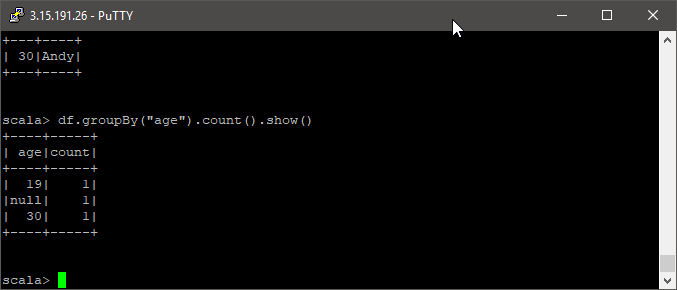 3.15.191.26 - PuTTY
+---+----+
| 30|Andy|
+---+----+
scala> df.groupBy("age").count().show()
+----+-----+
| age|count|
+----+-----+
|  19|    1|
|null|    1|
|  30|    1|
+----+-----+
scala>